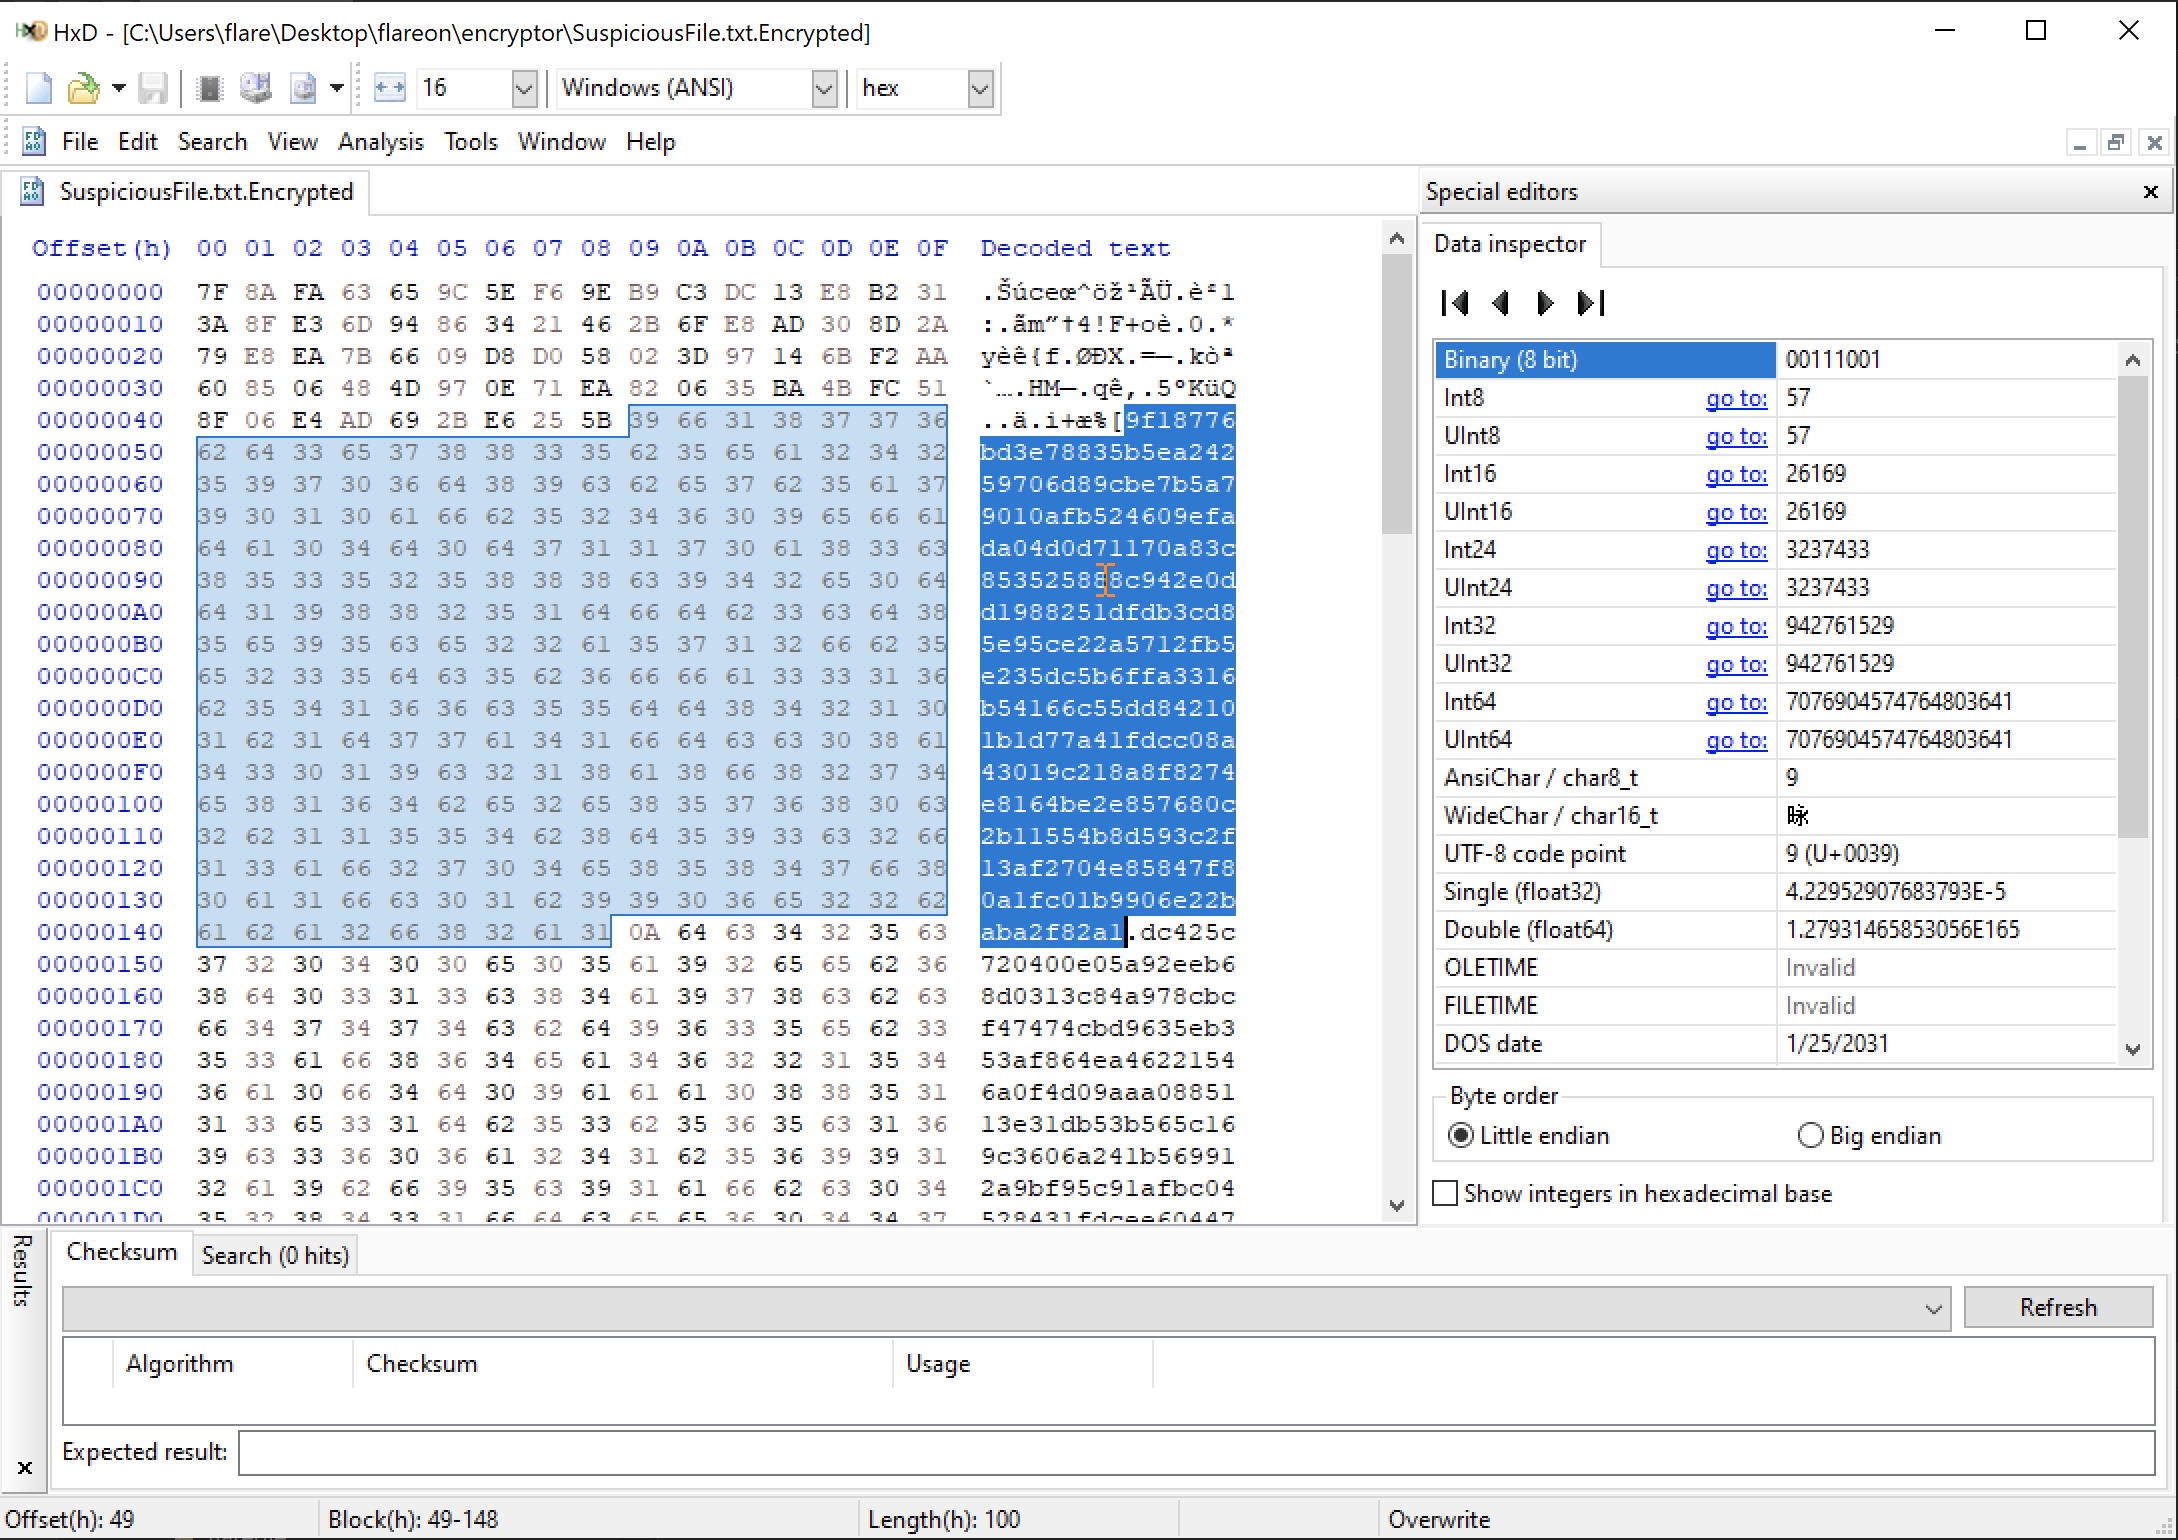 HxD - [C:\Users\flare\Desktop\flareon\encryptor\SuspiciousFile.txt.Encrypted]
16 Windows (ANSI) hex
File Edit Search View Analysis Tools Window Help
SuspiciousFile.txt.Encrypted
Offset(h) 00 01 02 03 04 05 06 07 08 09 0A 0B 0C 0D 0E 0F Decoded text
00000000 7F 8A FA 63 65 9C 5E F6 9E B9 C3 DC 13 E8 B2 31 .Šúceœ^öž¹ÃÜ.è²1
00000010 3A 8F E3 6D 94 86 34 21 46 2B 6F E8 AD 30 8D 2A :.ãm”†4!F+oè.0.*
00000020 79 E8 EA 7B 66 09 D8 D0 58 02 3D 97 14 6B F2 AA yèê{f.ØÐX.=—.kòª
00000030 60 85 06 48 4D 97 0E 71 EA 82 06 35 BA 4B FC 51 `….HM—.qê‚.5ºKüQ
00000040 8F 06 E4 AD 69 2B E6 25 5B 39 66 31 38 37 37 36 ..ä.i+æ%[9f18776
00000050 62 64 33 65 37 38 38 33 35 62 35 65 61 32 34 32 bd3e78835b5ea242
00000060 35 39 37 30 36 64 38 39 63 62 65 37 62 35 61 37 59706d89cbe7b5a7
00000070 39 30 31 30 61 66 62 35 32 34 36 30 39 65 66 61 9010afb524609efa
00000080 64 61 30 34 64 30 64 37 31 31 37 30 61 38 33 63 da04d0d71170a83c
00000090 38 35 33 35 32 35 38 38 38 63 39 34 32 65 30 64 853525888c942e0d
000000A0 64 31 39 38 38 32 35 31 64 66 64 62 33 63 64 38 d1988251dfdb3cd8
000000B0 35 65 39 35 63 65 32 32 61 35 37 31 32 66 62 35 5e95ce22a5712fb5
000000C0 65 32 33 35 64 63 35 62 36 66 66 61 33 33 31 36 e235dc5b6ffa3316
000000D0 62 35 34 31 36 36 63 35 35 64 64 38 34 32 31 30 b54166c55dd84210
000000E0 31 62 31 64 37 37 61 34 31 66 64 63 63 30 38 61 1b1d77a41fdcc08a
000000F0 34 33 30 31 39 63 32 31 38 61 38 66 38 32 37 34 43019c218a8f8274
00000100 65 38 31 36 34 62 65 32 65 38 35 37 36 38 30 63 e8164be2e857680c
00000110 32 62 31 31 35 35 34 62 38 64 35 39 33 63 32 66 2b11554b8d593c2f
00000120 31 33 61 66 32 37 30 34 65 38 35 38 34 37 66 38 13af2704e85847f8
00000130 30 61 31 66 63 30 31 62 39 39 30 36 65 32 32 62 0a1fc01b9906e22b
00000140 61 62 61 32 66 38 32 61 31 0A 64 63 34 32 35 63 aba2f82a1.dc425c
00000150 37 32 30 34 30 30 65 30 35 61 39 32 65 65 62 36 720400e05a92eeb6
00000160 38 64 30 33 31 33 63 38 34 61 39 37 38 63 62 63 8d0313c84a978cbc
00000170 66 34 37 34 37 34 63 62 64 39 36 33 35 65 62 33 f47474cbd9635eb3
00000180 35 33 61 66 38 36 34 65 61 34 36 32 32 31 35 34 53af864ea4622154
00000190 36 61 30 66 34 64 30 39 61 61 61 30 38 38 35 31 6a0f4d09aaa08851
000001A0 31 33 65 33 31 64 62 35 33 62 35 36 35 63 31 36 13e31db53b565c16
000001B0 39 63 33 36 30 36 61 32 34 31 62 35 36 39 39 31 9c3606a241b56991
000001C0 32 61 39 62 66 39 35 63 39 31 61 66 62 63 30 34 2a9bf95c91afbc04
000001D0 35 32 38 34 33 31 66 64 63 65 65 36 30 34 34 37 528431fdcee60447
Special editors
Data inspector
Binary (8 bit) 00111001
Int8 go to: 57
UInt8 go to: 57
Int16 go to: 26169
UInt16 go to: 26169
Int24 go to: 3237433
UInt24 go to: 3237433
Int32 go to: 942761529
UInt32 go to: 942761529
Int64 go to: 7076904574764803641
UInt64 go to: 7076904574764803641
AnsiChar / char8_t 9
WideChar / char16_t
UTF-8 code point 9 (U+0039)
Single (float32) 4.22952907683793E-5
Double (float64) 1.27931465853056E165
OLETIME Invalid
FILETIME Invalid
DOS date 1/25/2031
Byte order
Little endian Big endian
Show integers in hexadecimal base
Results
Checksum Search (0 hits)
Refresh
Algorithm Checksum Usage
Expected result:
Offset(h): 49 Block(h): 49-148 Length(h): 100 Overwrite